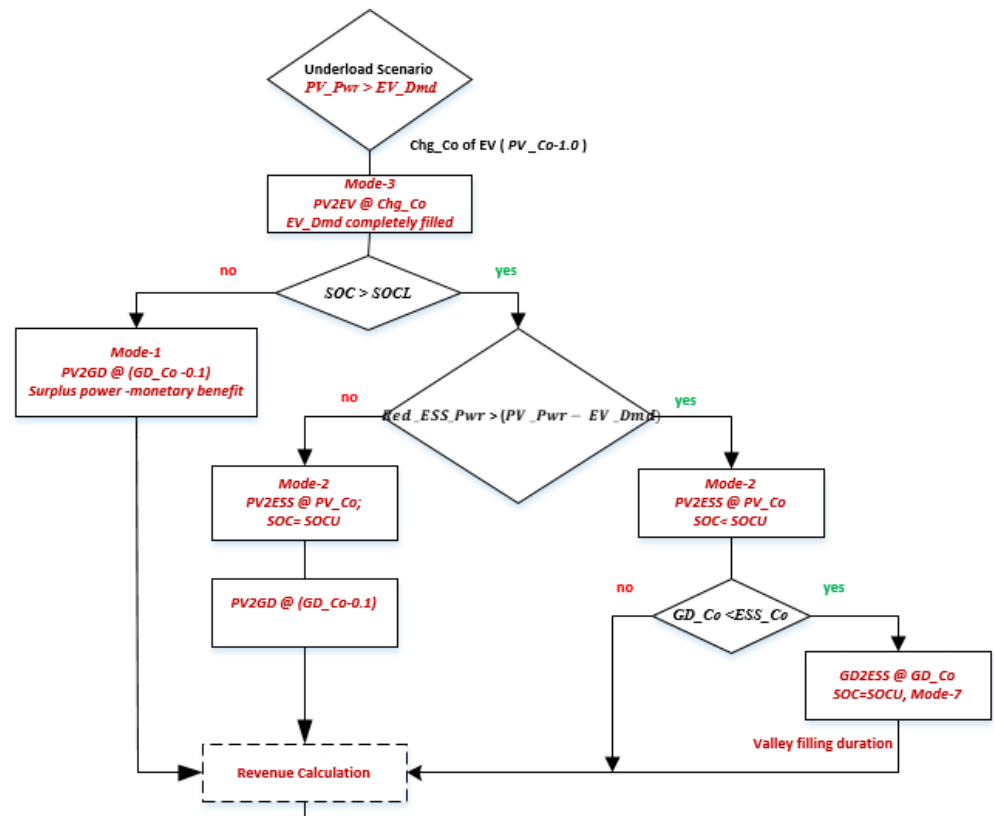 Underload Scenario
PV_Pwr > EV_Dmd
Chg_Co of EV ( PV_Co-1.0 )
Mode-3
PV2EV @ Chg_Co
EV_Dmd completely filled
no
yes
SOC > SOCL
Mode-1
PV2GD @ (GD_Co -0.1)
Surplus power -monetary benefit
no
yes
Red_ESS_Pwr > (PV_Pwr − EV_Dmd)
Mode-2
PV2ESS @ PV_Co;
SOC= SOCU
Mode-2
PV2ESS @ PV_Co
SOC< SOCU
PV2GD @ (GD_Co-0.1)
no
yes
GD_Co <ESS_Co
GD2ESS @ GD_Co
SOC=SOCU, Mode-7
Valley filling duration
Revenue Calculation